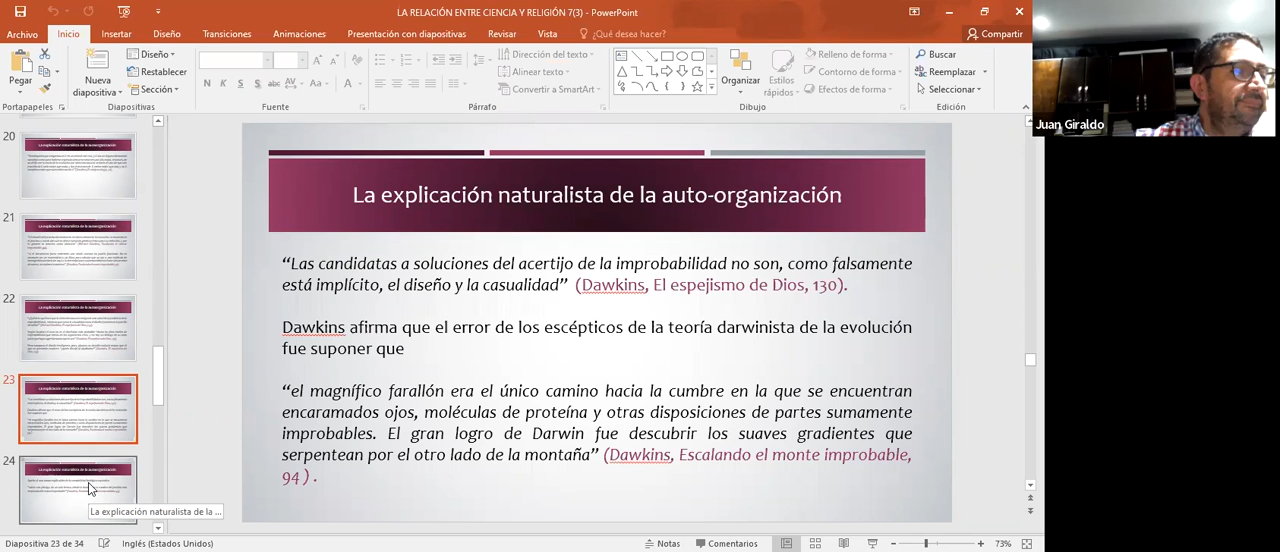 LA RELACIÓN ENTRE CIENCIA Y RELIGIÓN 7(3) - PowerPoint
Archivo Inicio Insertar Diseño Transiciones Animaciones Presentación con diapositivas Revisar Vista ¿Qué desea hacer? Compartir
Pegar
Nueva diapositiva
Diseño
Restablecer
Sección
N K S S abc AV Aa A
Dirección del texto
Alinear texto
Convertir a SmartArt
Organizar
Estilos rápidos
Relleno de forma
Contorno de forma
Efectos de forma
Buscar
Reemplazar
Seleccionar
Portapapeles Diapositivas Fuente Párrafo Dibujo Edición
Juan Giraldo
20
21
22
23
24
La explicación naturalista de la ...
La explicación naturalista de la auto-organización
“Las candidatas a soluciones del acertijo de la improbabilidad no son, como falsamente
está implícito, el diseño y la casualidad” (Dawkins, El espejismo de Dios, 130).
Dawkins afirma que el error de los escépticos de la teoría darwinista de la evolución
fue suponer que
“el mortífero farallón era el único camino hacia la cumbre en la que se encuentran
encaramados ojos, moléculas de proteína y otras disposiciones de partes sumamente
improbables. El gran logro de Darwin fue descubrir los suaves gradientes que
serpentean por el otro lado de la montaña” (Dawkins, Escalando el monte improbable,
94).
Diapositiva 23 de 34 Inglés (Estados Unidos) Notas Comentarios 73%